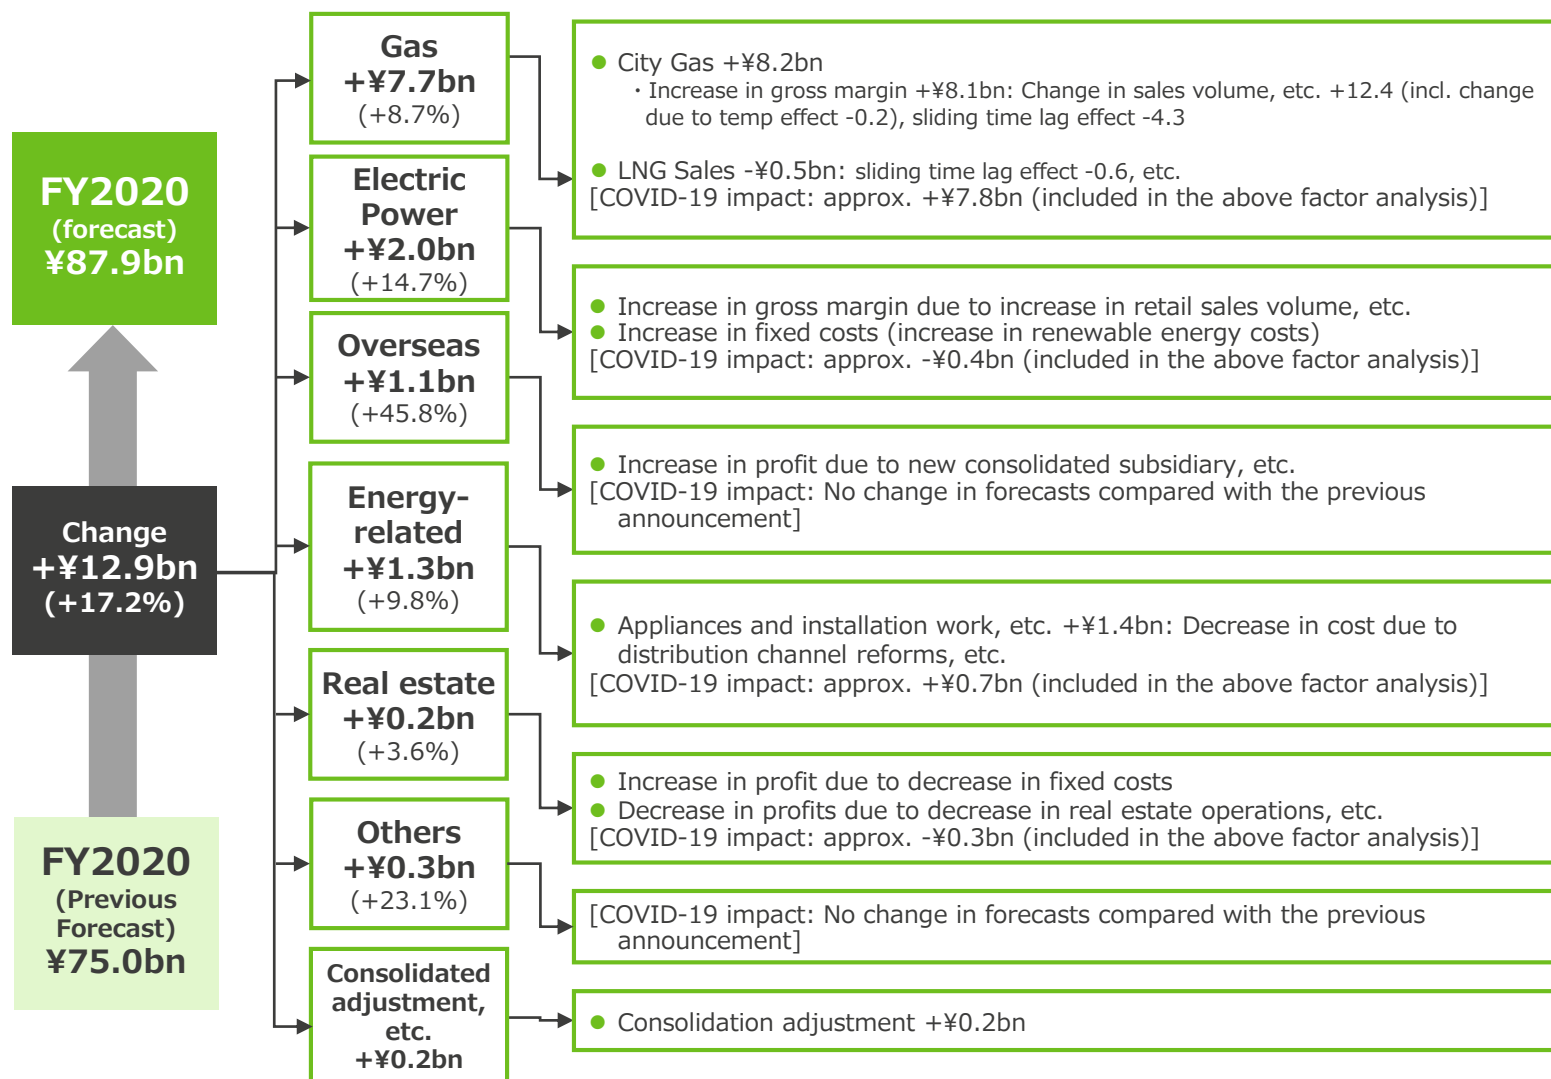 FY2020
(forecast)
¥87.9bn
Change
+¥12.9bn
(+17.2%)
FY2020
(Previous
Forecast)
¥75.0bn
Gas
+¥7.7bn
(+8.7%)
● City Gas +¥8.2bn
・Increase in gross margin +¥8.1bn: Change in sales volume, etc. +12.4 (incl. change
due to temp effect -0.2), sliding time lag effect -4.3
● LNG Sales -¥0.5bn: sliding time lag effect -0.6, etc.
[COVID-19 impact: approx. +¥7.8bn (included in the above factor analysis)]
Electric
Power
+¥2.0bn
(+14.7%)
● Increase in gross margin due to increase in retail sales volume, etc.
● Increase in fixed costs (increase in renewable energy costs)
[COVID-19 impact: approx. -¥0.4bn (included in the above factor analysis)]
Overseas
+¥1.1bn
(+45.8%)
● Increase in profit due to new consolidated subsidiary, etc.
[COVID-19 impact: No change in forecasts compared with the previous
announcement]
Energy-
related
+¥1.3bn
(+9.8%)
● Appliances and installation work, etc. +¥1.4bn: Decrease in cost due to
distribution channel reforms, etc.
[COVID-19 impact: approx. +¥0.7bn (included in the above factor analysis)]
Real estate
+¥0.2bn
(+3.6%)
● Increase in profit due to decrease in fixed costs
● Decrease in profits due to decrease in real estate operations, etc.
[COVID-19 impact: approx. -¥0.3bn (included in the above factor analysis)]
Others
+¥0.3bn
(+23.1%)
[COVID-19 impact: No change in forecasts compared with the previous
announcement]
Consolidated
adjustment,
etc.
+¥0.2bn
● Consolidation adjustment +¥0.2bn